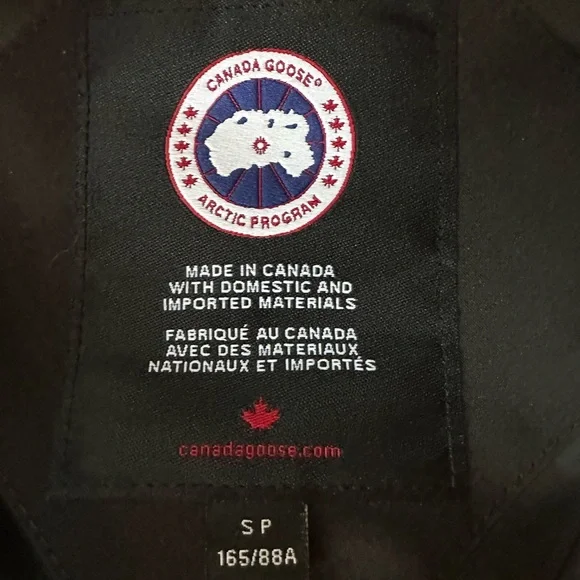 CANADA GOOSE®
ARCTIC PROGRAM
MADE IN CANADA
WITH DOMESTIC AND
IMPORTED MATERIALS
FABRIQUÉ AU CANADA
AVEC DES MATERIAUX
NATIONAUX ET IMPORTÉS
canadagoose.com
S P
165/88A